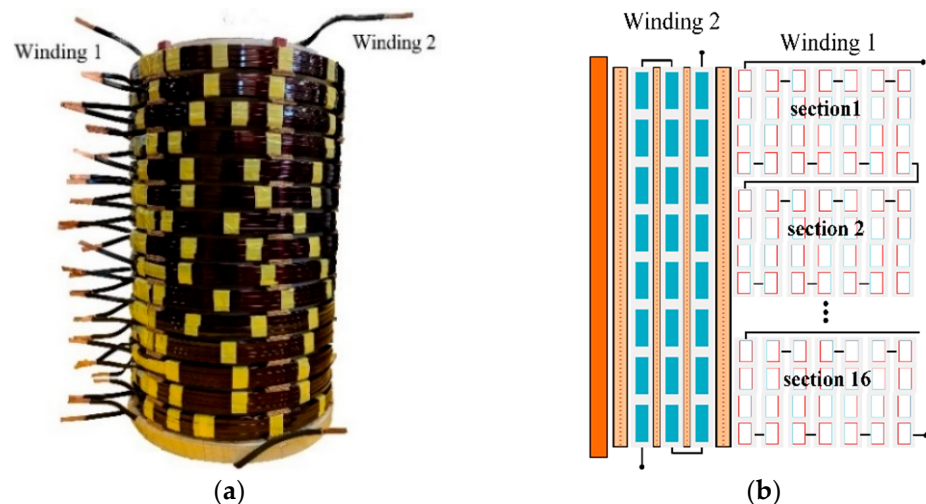 Winding 1
Winding 2
(a)
Winding 2
Winding 1
section1
section 2
section 16
(b)